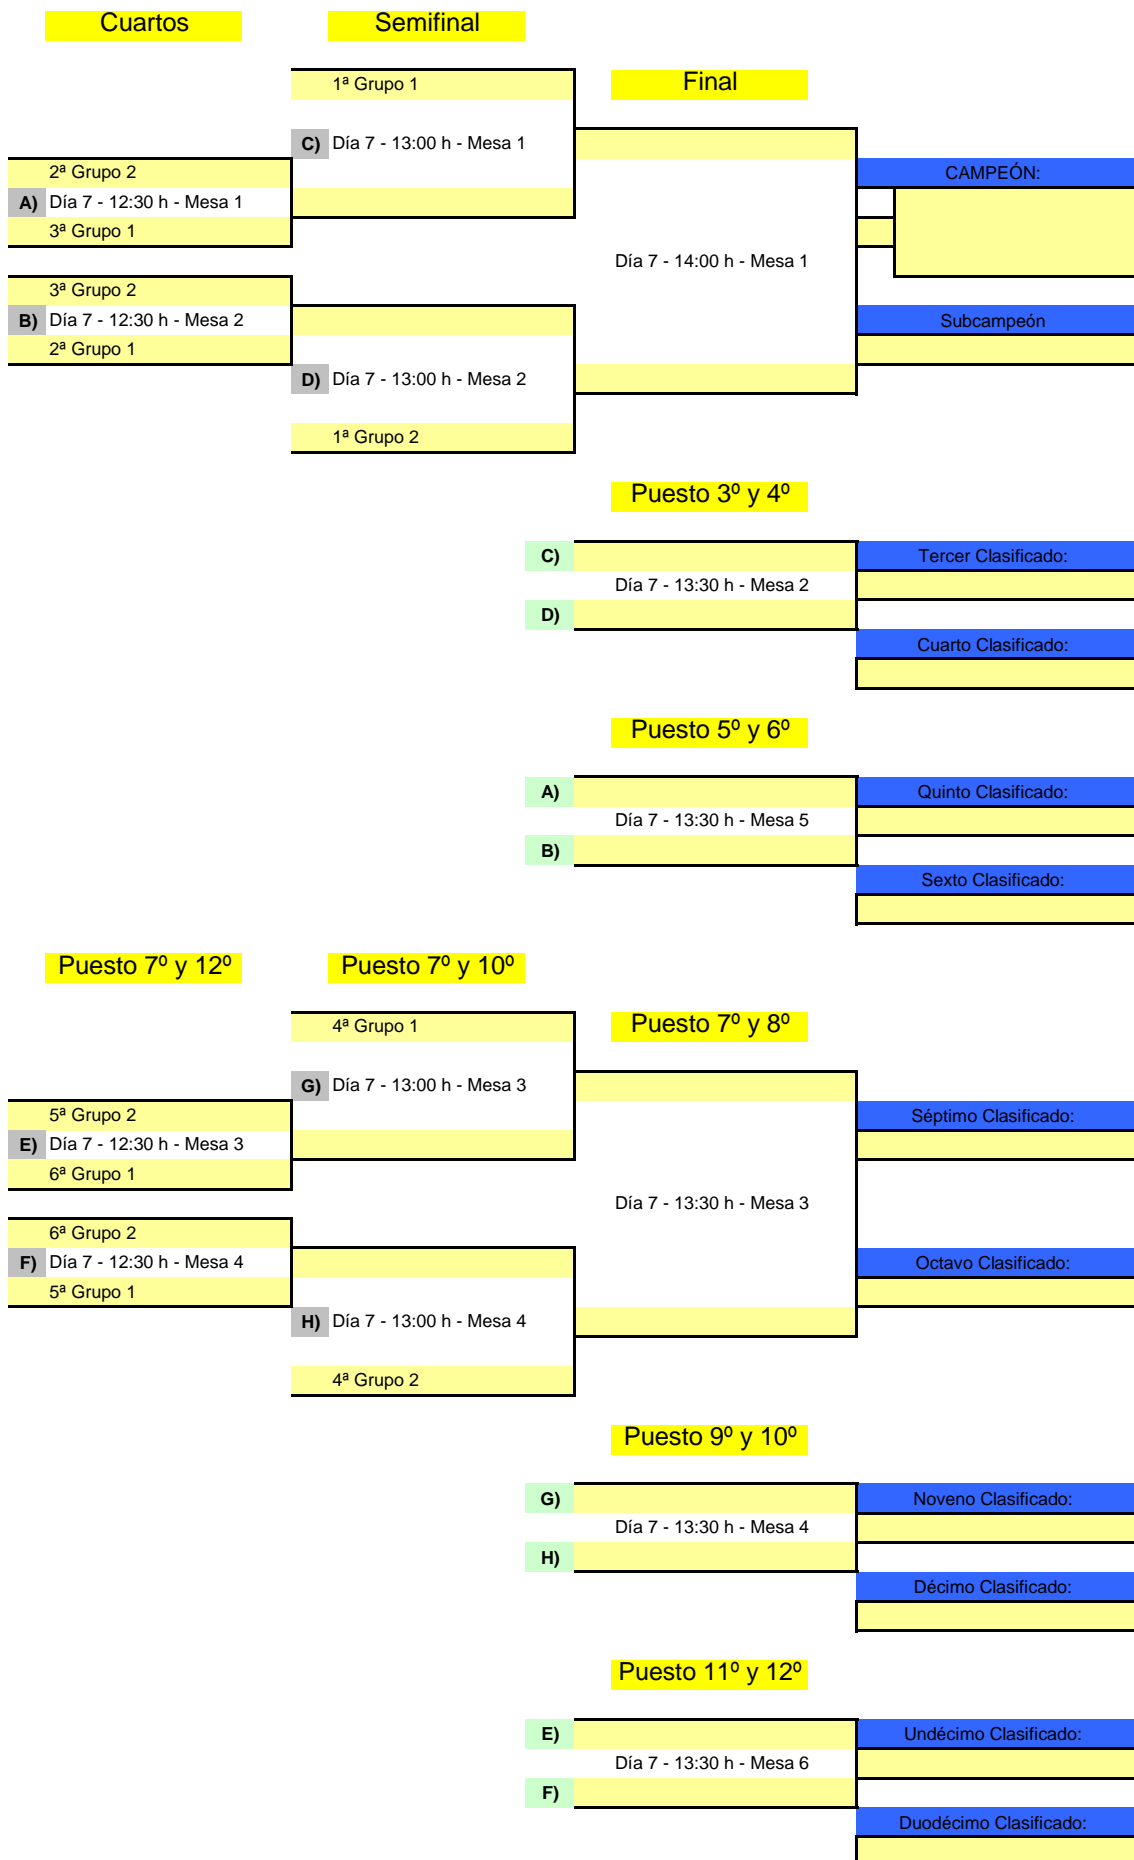 Cuartos
Semifinal
1ª Grupo 1
Final
C) Día 7 - 13:00 h - Mesa 1
2ª Grupo 2
CAMPEÓN:
A) Día 7 - 12:30 h - Mesa 1
3ª Grupo 1
Día 7 - 14:00 h - Mesa 1
3ª Grupo 2
B) Día 7 - 12:30 h - Mesa 2
Subcampeón
2ª Grupo 1
D) Día 7 - 13:00 h - Mesa 2
1ª Grupo 2
Puesto 3º y 4º
C)
Tercer Clasificado:
Día 7 - 13:30 h - Mesa 2
D)
Cuarto Clasificado:
Puesto 5º y 6º
A)
Quinto Clasificado:
Día 7 - 13:30 h - Mesa 5
B)
Sexto Clasificado:
Puesto 7º y 12º
Puesto 7º y 10º
4ª Grupo 1
Puesto 7º y 8º
G) Día 7 - 13:00 h - Mesa 3
5ª Grupo 2
Séptimo Clasificado:
E) Día 7 - 12:30 h - Mesa 3
6ª Grupo 1
Día 7 - 13:30 h - Mesa 3
6ª Grupo 2
F) Día 7 - 12:30 h - Mesa 4
Octavo Clasificado:
5ª Grupo 1
H) Día 7 - 13:00 h - Mesa 4
4ª Grupo 2
Puesto 9º y 10º
G)
Noveno Clasificado:
Día 7 - 13:30 h - Mesa 4
H)
Décimo Clasificado:
Puesto 11º y 12º
E)
Undécimo Clasificado:
Día 7 - 13:30 h - Mesa 6
F)
Duodécimo Clasificado: